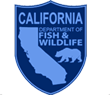 CALIFORNIA
DEPARTMENT OF
FISH &
WILDLIFE